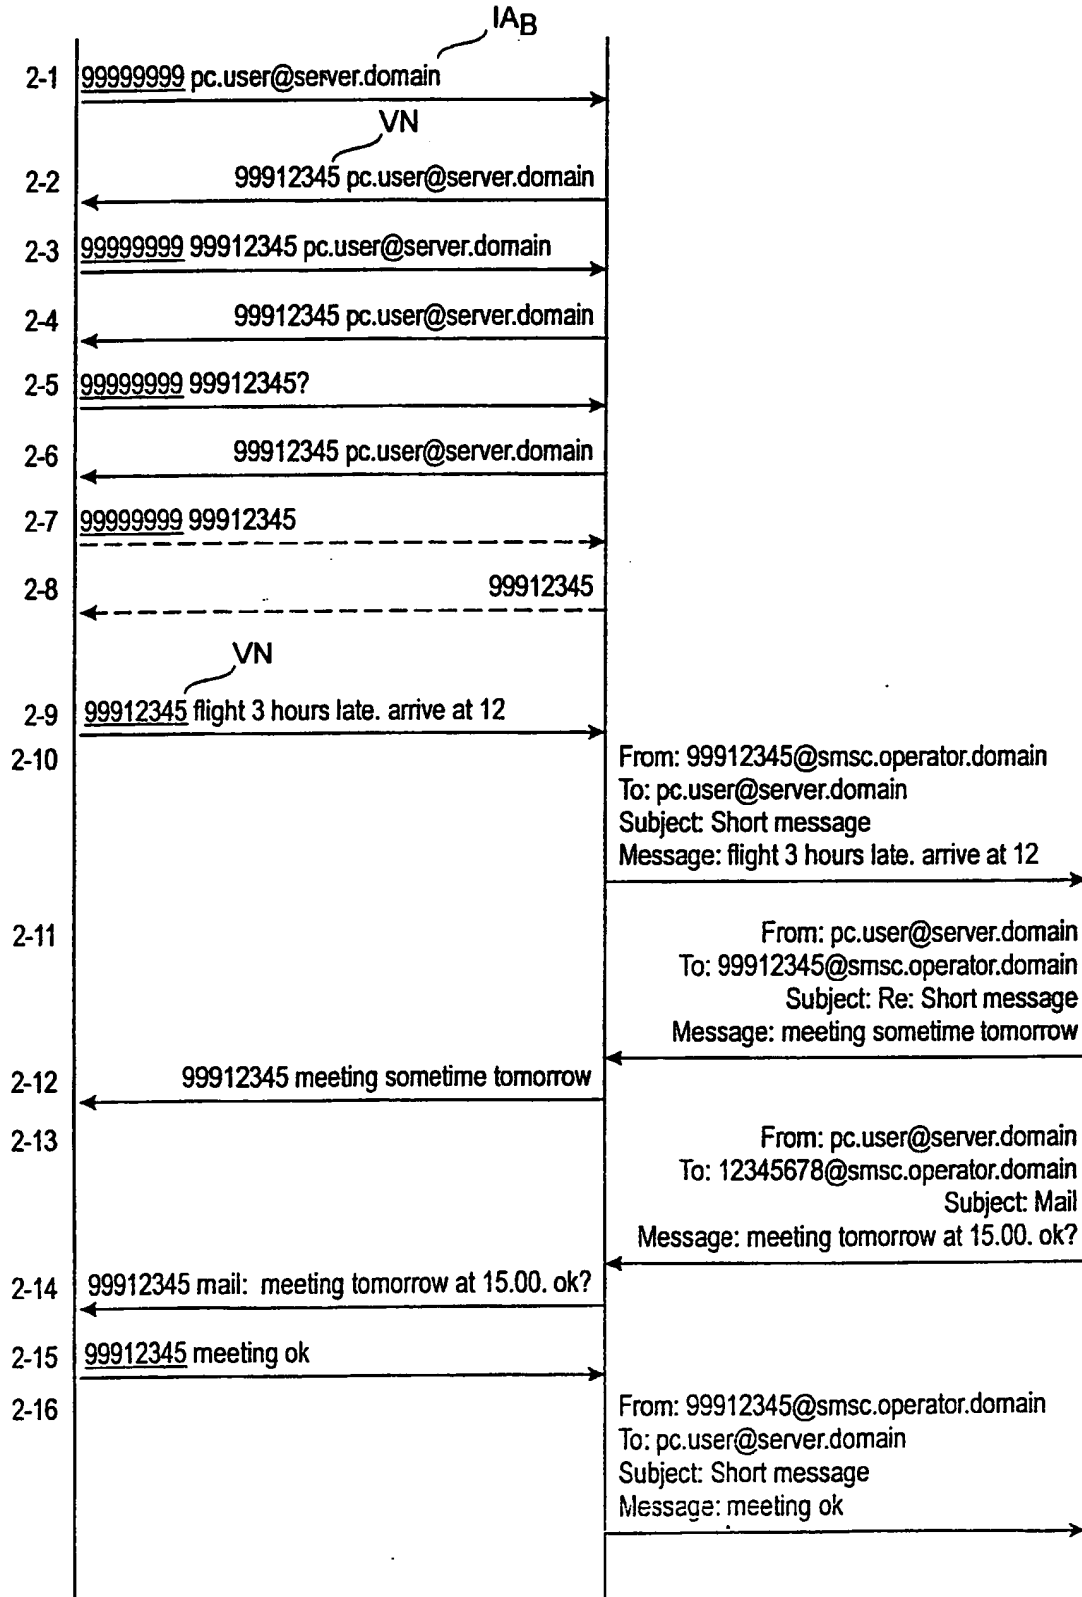 IAB
2-1 99999999 pc.user@server.domain
VN
2-2 99912345 pc.user@server.domain
2-3 99999999 99912345 pc.user@server.domain
2-4 99912345 pc.user@server.domain
2-5 99999999 99912345?
2-6 99912345 pc.user@server.domain
2-7 99999999 99912345
2-8 99912345
VN
2-9 99912345 flight 3 hours late. arrive at 12
2-10 From: 99912345@smsc.operator.domain
To: pc.user@server.domain
Subject: Short message
Message: flight 3 hours late. arrive at 12
2-11 From: pc.user@server.domain
To: 99912345@smsc.operator.domain
Subject: Re: Short message
Message: meeting sometime tomorrow
2-12 99912345 meeting sometime tomorrow
2-13 From: pc.user@server.domain
To: 12345678@smsc.operator.domain
Subject: Mail
Message: meeting tomorrow at 15.00. ok?
2-14 99912345 mail: meeting tomorrow at 15.00. ok?
2-15 99912345 meeting ok
2-16 From: 99912345@smsc.operator.domain
To: pc.user@server.domain
Subject: Short message
Message: meeting ok